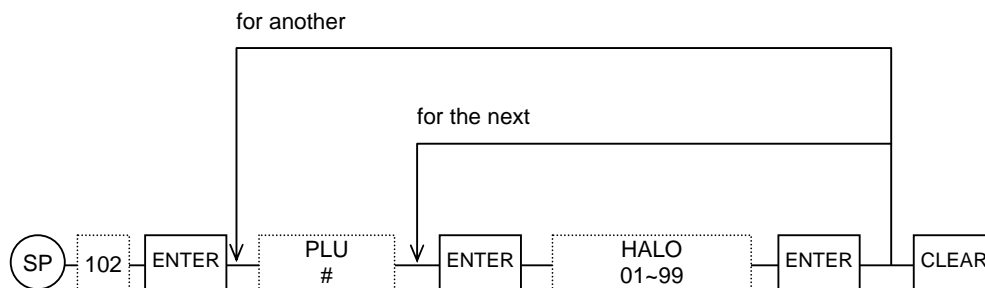 for another
for the next
SP
102
ENTER
PLU
#
ENTER
HALO
01~99
ENTER
CLEAR